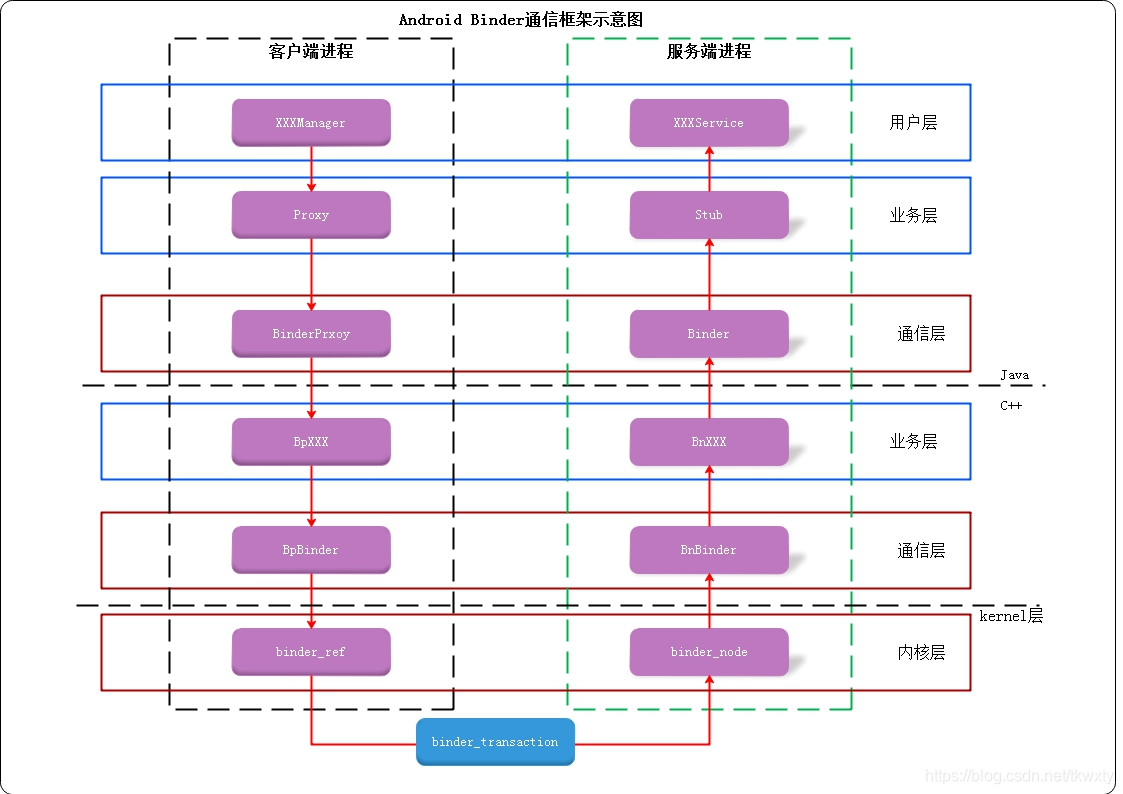 Android Binder通信框架示意图
客户端进程
服务端进程
XXXManager
XXXService
用户层
Proxy
Stub
业务层
BinderPrxoy
Binder
通信层
Java
C++
BpXXX
BnXXX
业务层
BpBinder
BnBinder
通信层
kernel层
binder_ref
binder_node
内核层
binder_transaction
https://blog.csdn.net/tkwxty